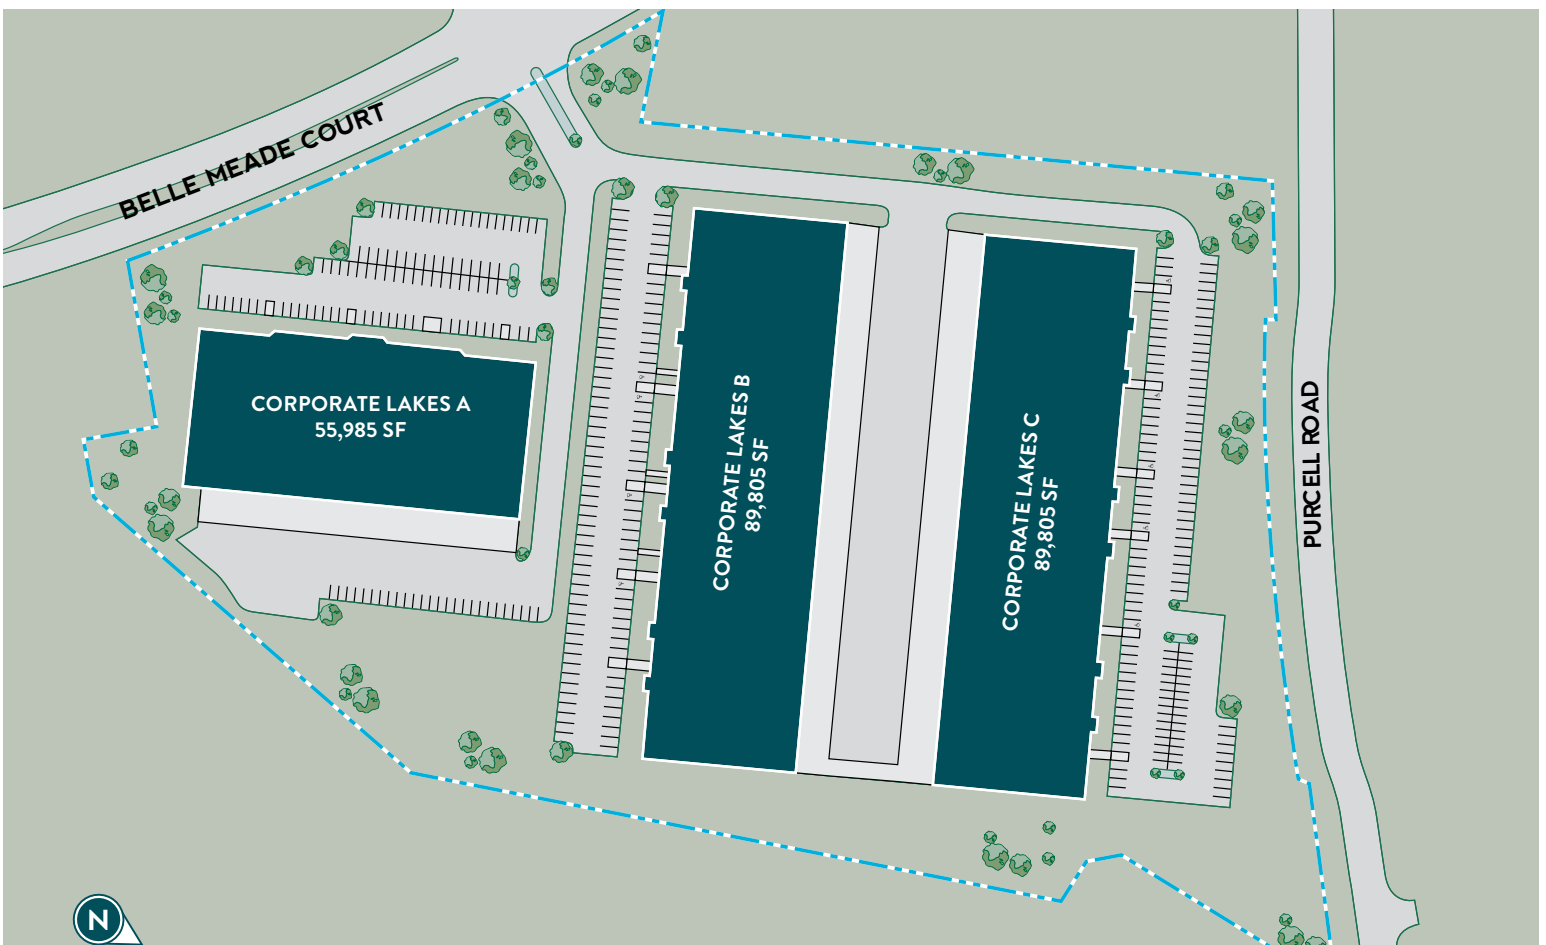 BELLE MEADE COURT
CORPORATE LAKES A
55,985 SF
CORPORATE LAKES B
89,805 SF
CORPORATE LAKES C
89,805 SF
PURCELL ROAD
N